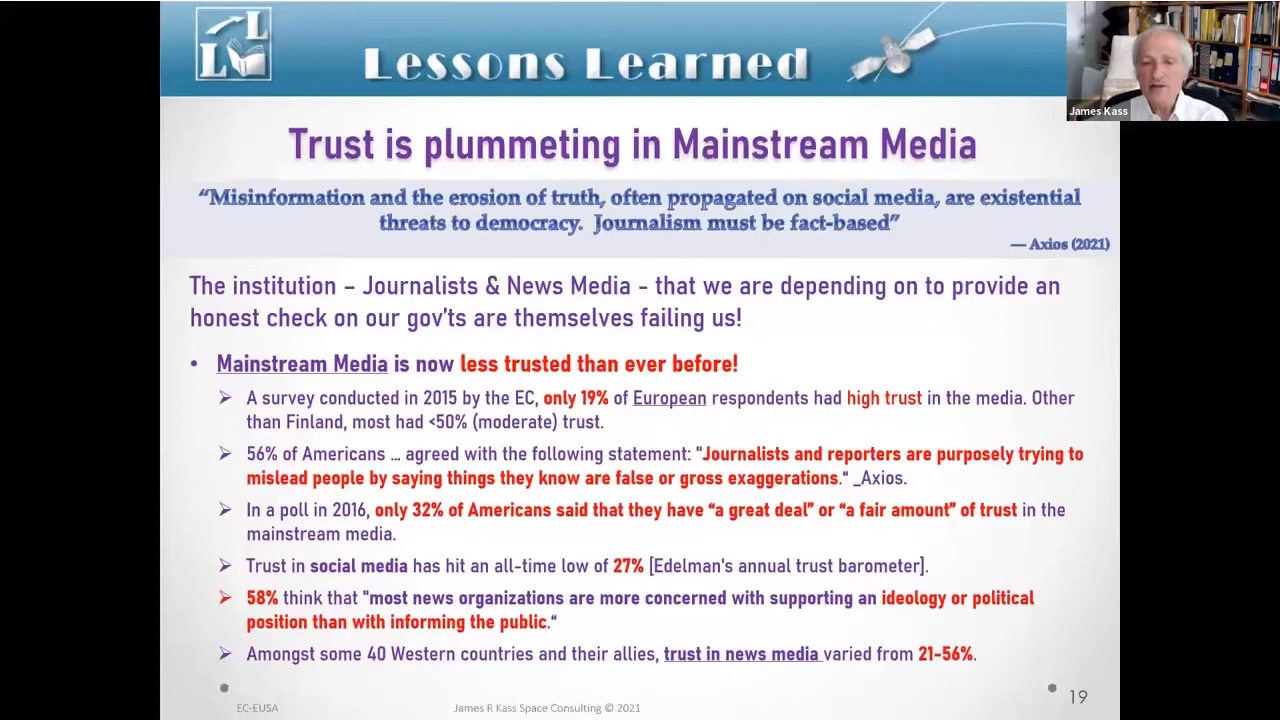 L L
Lessons Learned
James Kass
Trust is plummeting in Mainstream Media
“Misinformation and the erosion of truth, often propagated on social media, are existential
threats to democracy. Journalism must be fact-based”
— Axios (2021)
The institution – Journalists & News Media - that we are depending on to provide an
honest check on our gov'ts are themselves failing us!
• Mainstream Media is now less trusted than ever before!
➢ A survey conducted in 2015 by the EC, only 19% of European respondents had high trust in the media. Other
than Finland, most had <50% (moderate) trust.
➢ 56% of Americans … agreed with the following statement: "Journalists and reporters are purposely trying to
mislead people by saying things they know are false or gross exaggerations.“ _Axios.
➢ In a poll in 2016, only 32% of Americans said that they have “a great deal” or “a fair amount” of trust in the
mainstream media.
➢ Trust in social media has hit an all-time low of 27% [Edelman's annual trust barometer].
➢ 58% think that "most news organizations are more concerned with supporting an ideology or political
position than with informing the public.“
➢ Amongst some 40 Western countries and their allies, trust in news media varied from 21-56%.
EC-EUSA
James R Kass Space Consulting © 2021
19